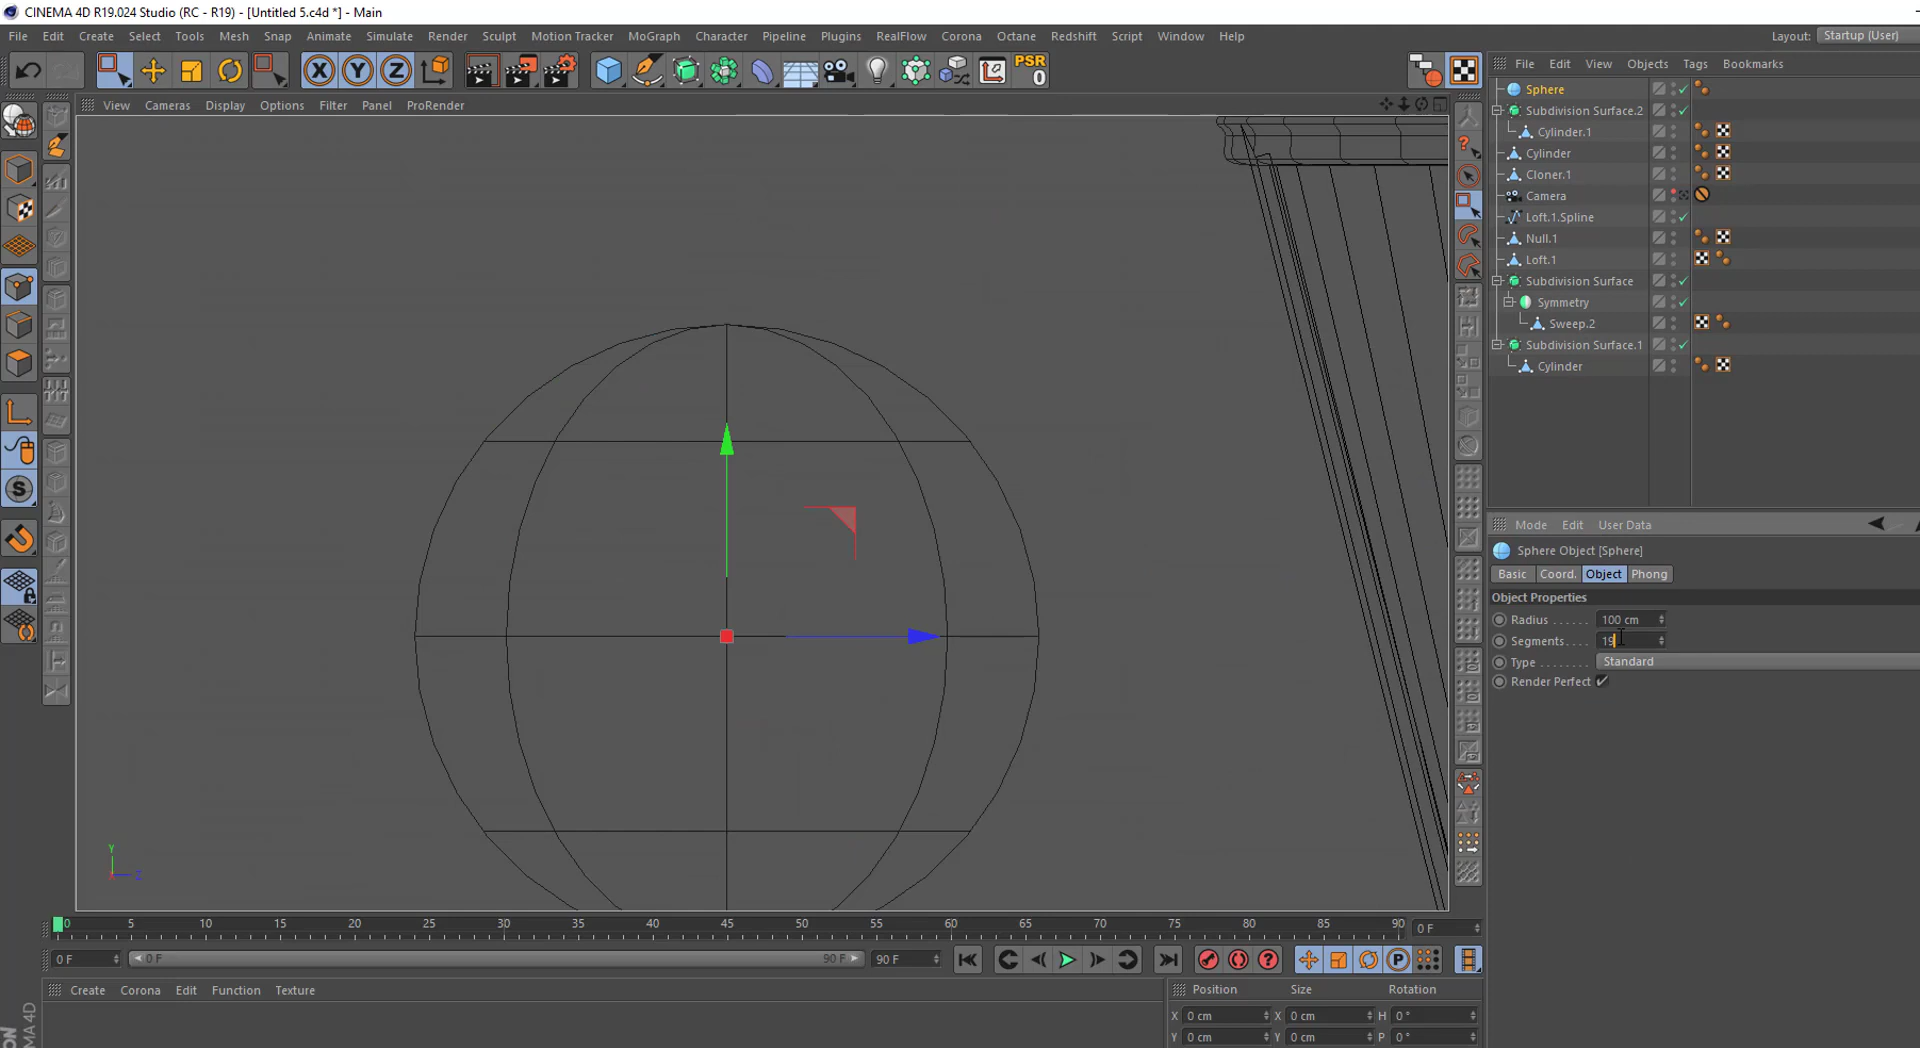 CINEMA 4D R19.024 Studio (RC - R19) - [Untitled 5.c4d *] - Main
File Edit Create Select Tools Mesh Snap Animate Simulate Render Sculpt Motion Tracker MoGraph Character Pipeline Plugins RealFlow Corona Octane Redshift Script Window Help Layout: Startup (User)
X Y Z PSR 0
File Edit View Objects Tags Bookmarks
View Cameras Display Options Filter Panel ProRender
Sphere
Subdivision Surface.2
Cylinder.1
Cylinder
Cloner.1
Camera
Loft.1.Spline
Null.1
Loft.1
Subdivision Surface
Symmetry
Sweep.2
Subdivision Surface.1
Cylinder
Mode Edit User Data
Sphere Object [Sphere]
Basic Coord. Object Phong
Object Properties
Radius . . . . . . 100 cm
Segments . . . . 19
Type . . . . . . . . Standard
Render Perfect
Y
Z
0 5 10 15 20 25 30 35 40 45 50 55 60 65 70 75 80 85 90 0 F
0 F 0 F 90 F 90 F
Create Corona Edit Function Texture
Position Size Rotation
X 0 cm X 0 cm H 0 °
Y 0 cm Y 0 cm P 0 °